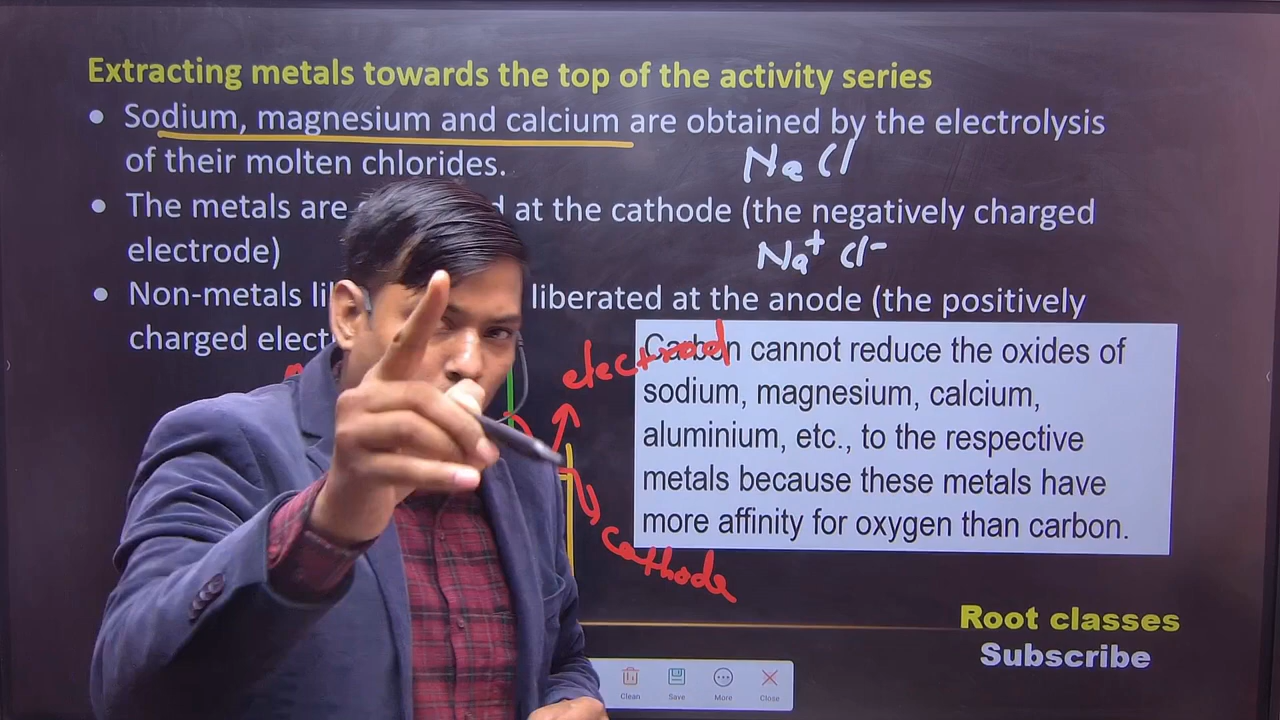 Extracting metals towards the top of the activity series
• Sodium, magnesium and calcium are obtained by the electrolysis
of their molten chlorides.
NaCl
• The metals are at the cathode (the negatively charged
electrode)
Na⁺ Cl⁻
• Non-metals liberated at the anode (the positively
charged
electrod
Carbon cannot reduce the oxides of
sodium, magnesium, calcium,
aluminium, etc., to the respective
metals because these metals have
more affinity for oxygen than carbon.
cathode
Root classes
Subscribe
Clean Save More Close